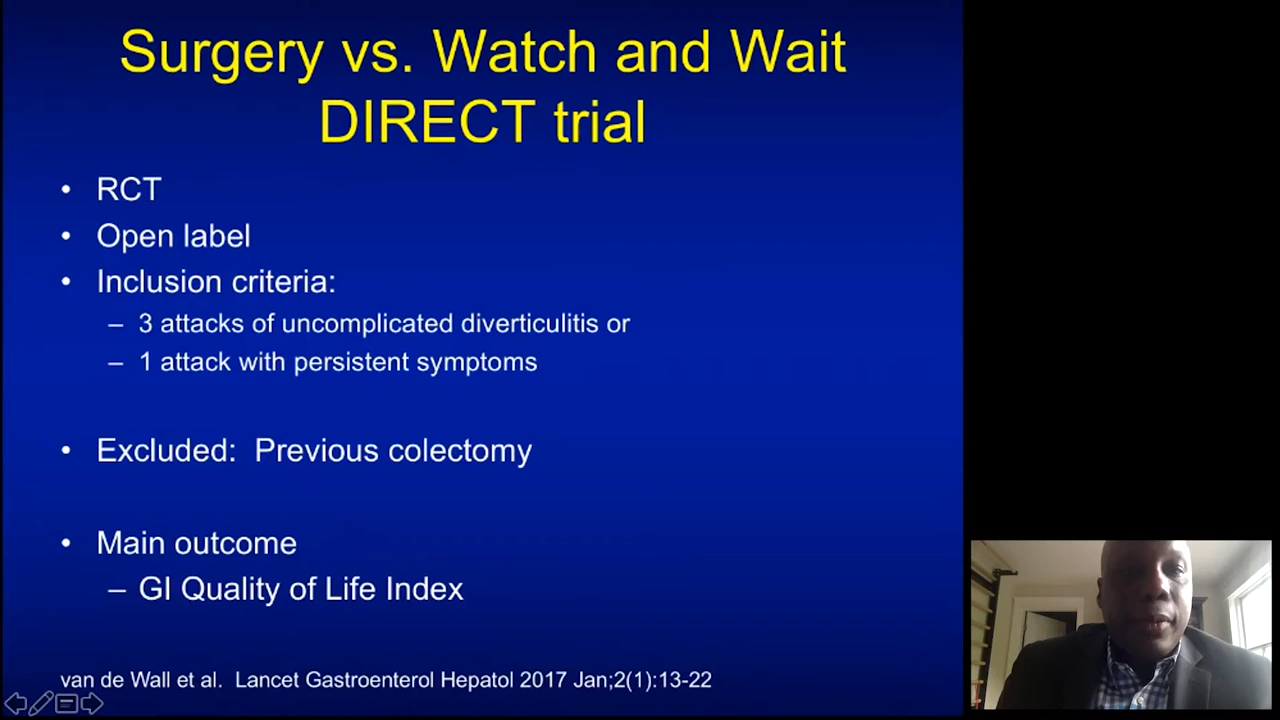 Surgery vs. Watch and Wait
DIRECT trial
• RCT
• Open label
• Inclusion criteria:
– 3 attacks of uncomplicated diverticulitis or
– 1 attack with persistent symptoms
• Excluded: Previous colectomy
• Main outcome
– GI Quality of Life Index
van de Wall et al. Lancet Gastroenterol Hepatol 2017 Jan;2(1):13-22